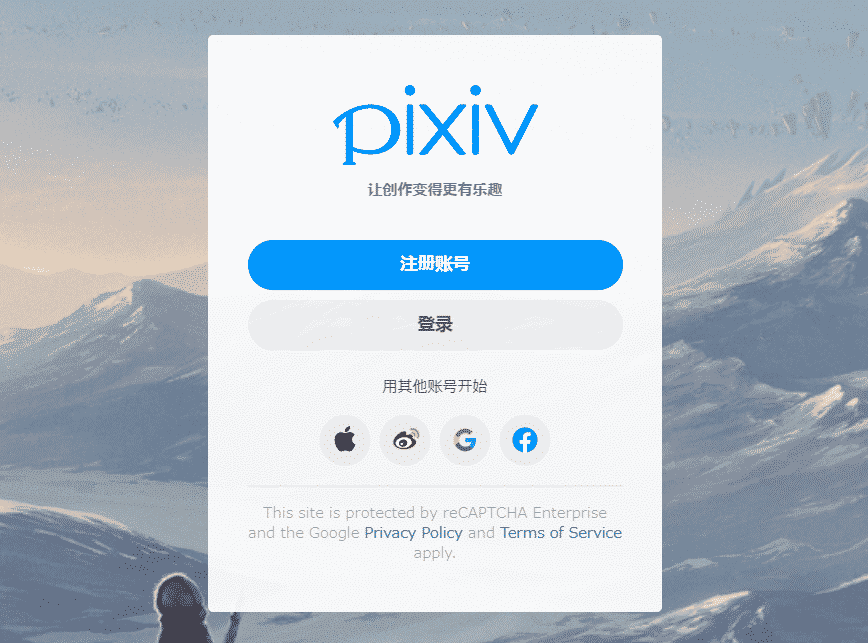 pixiv
让创作变得更有乐趣
注册账号
登录
用其他账号开始
This site is protected by reCAPTCHA Enterprise
and the Google Privacy Policy and Terms of Service
apply.